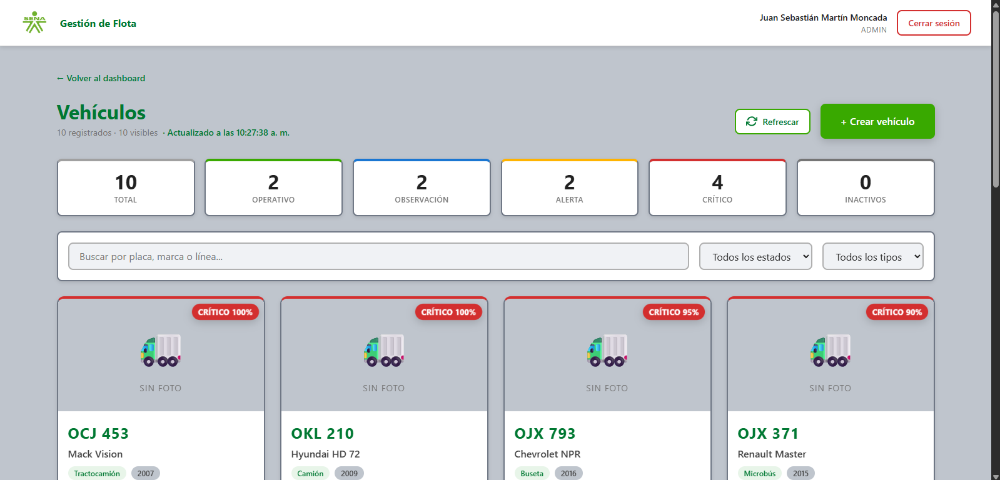 SENA
Gestión de Flota
Juan Sebastián Martín Moncada
ADMIN
Cerrar sesión
← Volver al dashboard
Vehículos
10 registrados · 10 visibles · Actualizado a las 10:27:38 a. m.
Refrescar
+ Crear vehículo
10
TOTAL
2
OPERATIVO
2
OBSERVACIÓN
2
ALERTA
4
CRÍTICO
0
INACTIVOS
Buscar por placa, marca o línea...
Todos los estados
Todos los tipos
CRÍTICO 100%
SIN FOTO
OCJ 453
Mack Vision
Tractocamión 2007
CRÍTICO 100%
SIN FOTO
OKL 210
Hyundai HD 72
Camión 2009
CRÍTICO 95%
SIN FOTO
OJX 793
Chevrolet NPR
Buseta 2016
CRÍTICO 90%
SIN FOTO
OJX 371
Renault Master
Microbús 2015